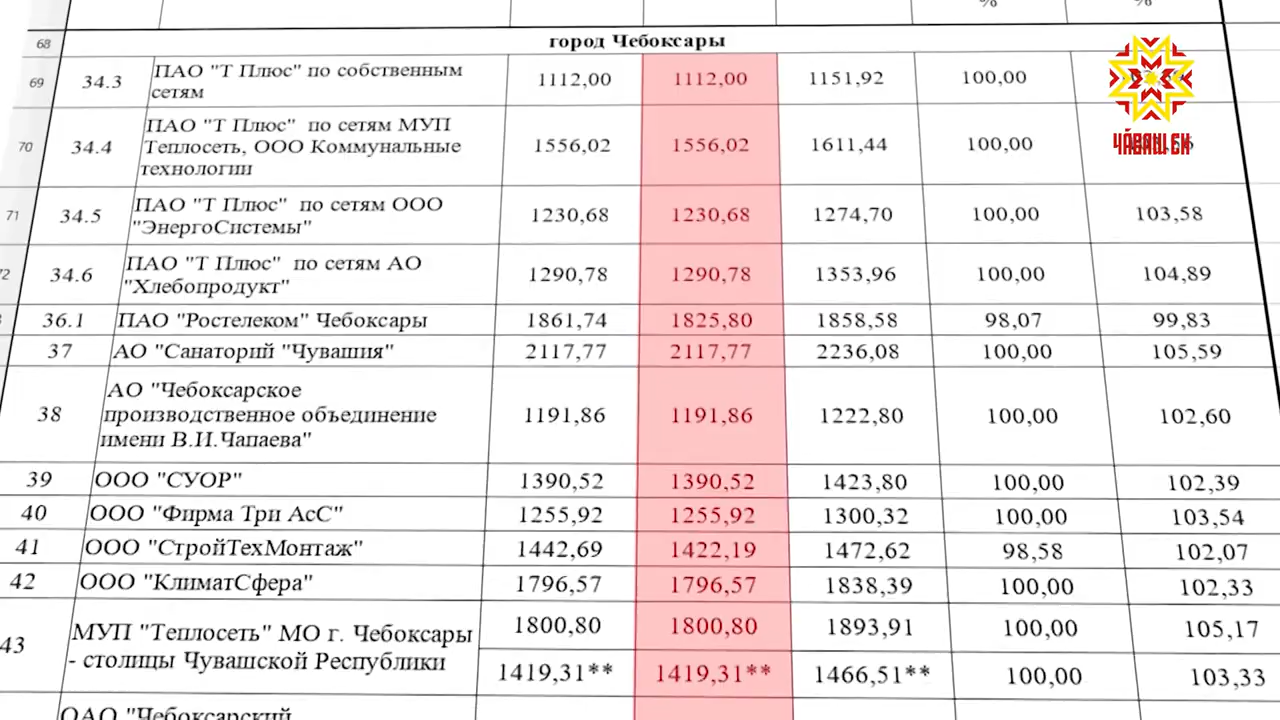 % %
68 город Чебоксары
69 34.3 ПАО "Т Плюс" по собственным сетям 1112,00 1112,00 1151,92 100,00
70 34.4 ПАО "Т Плюс" по сетям МУП Теплосеть, ООО Коммунальные технологии 1556,02 1556,02 1611,44 100,00
ЧӐВАШ ЕН
71 34.5 ПАО "Т Плюс" по сетям ООО "ЭнергоСистемы" 1230,68 1230,68 1274,70 100,00 103,58
34.6 ПАО "Т Плюс" по сетям АО "Хлебопродукт" 1290,78 1290,78 1353,96 100,00 104,89
36.1 ПАО "Ростелеком" Чебоксары 1861,74 1825,80 1858,58 98,07 99,83
37 АО "Санаторий "Чувашия" 2117,77 2117,77 2236,08 100,00 105,59
38 АО "Чебоксарское производственное объединение имени В.И.Чапаева" 1191,86 1191,86 1222,80 100,00 102,60
39 ООО "СУОР" 1390,52 1390,52 1423,80 100,00 102,39
40 ООО "Фирма Три АсС" 1255,92 1255,92 1300,32 100,00 103,54
41 ООО "СтройТехМонтаж" 1442,69 1422,19 1472,62 98,58 102,07
42 ООО "КлиматСфера" 1796,57 1796,57 1838,39 100,00 102,33
43 МУП "Теплосеть" МО г. Чебоксары - столицы Чувашской Республики 1800,80 1800,80 1893,91 100,00 105,17
1419,31** 1419,31** 1466,51** 100,00 103,33
ОАО "Чебоксарский